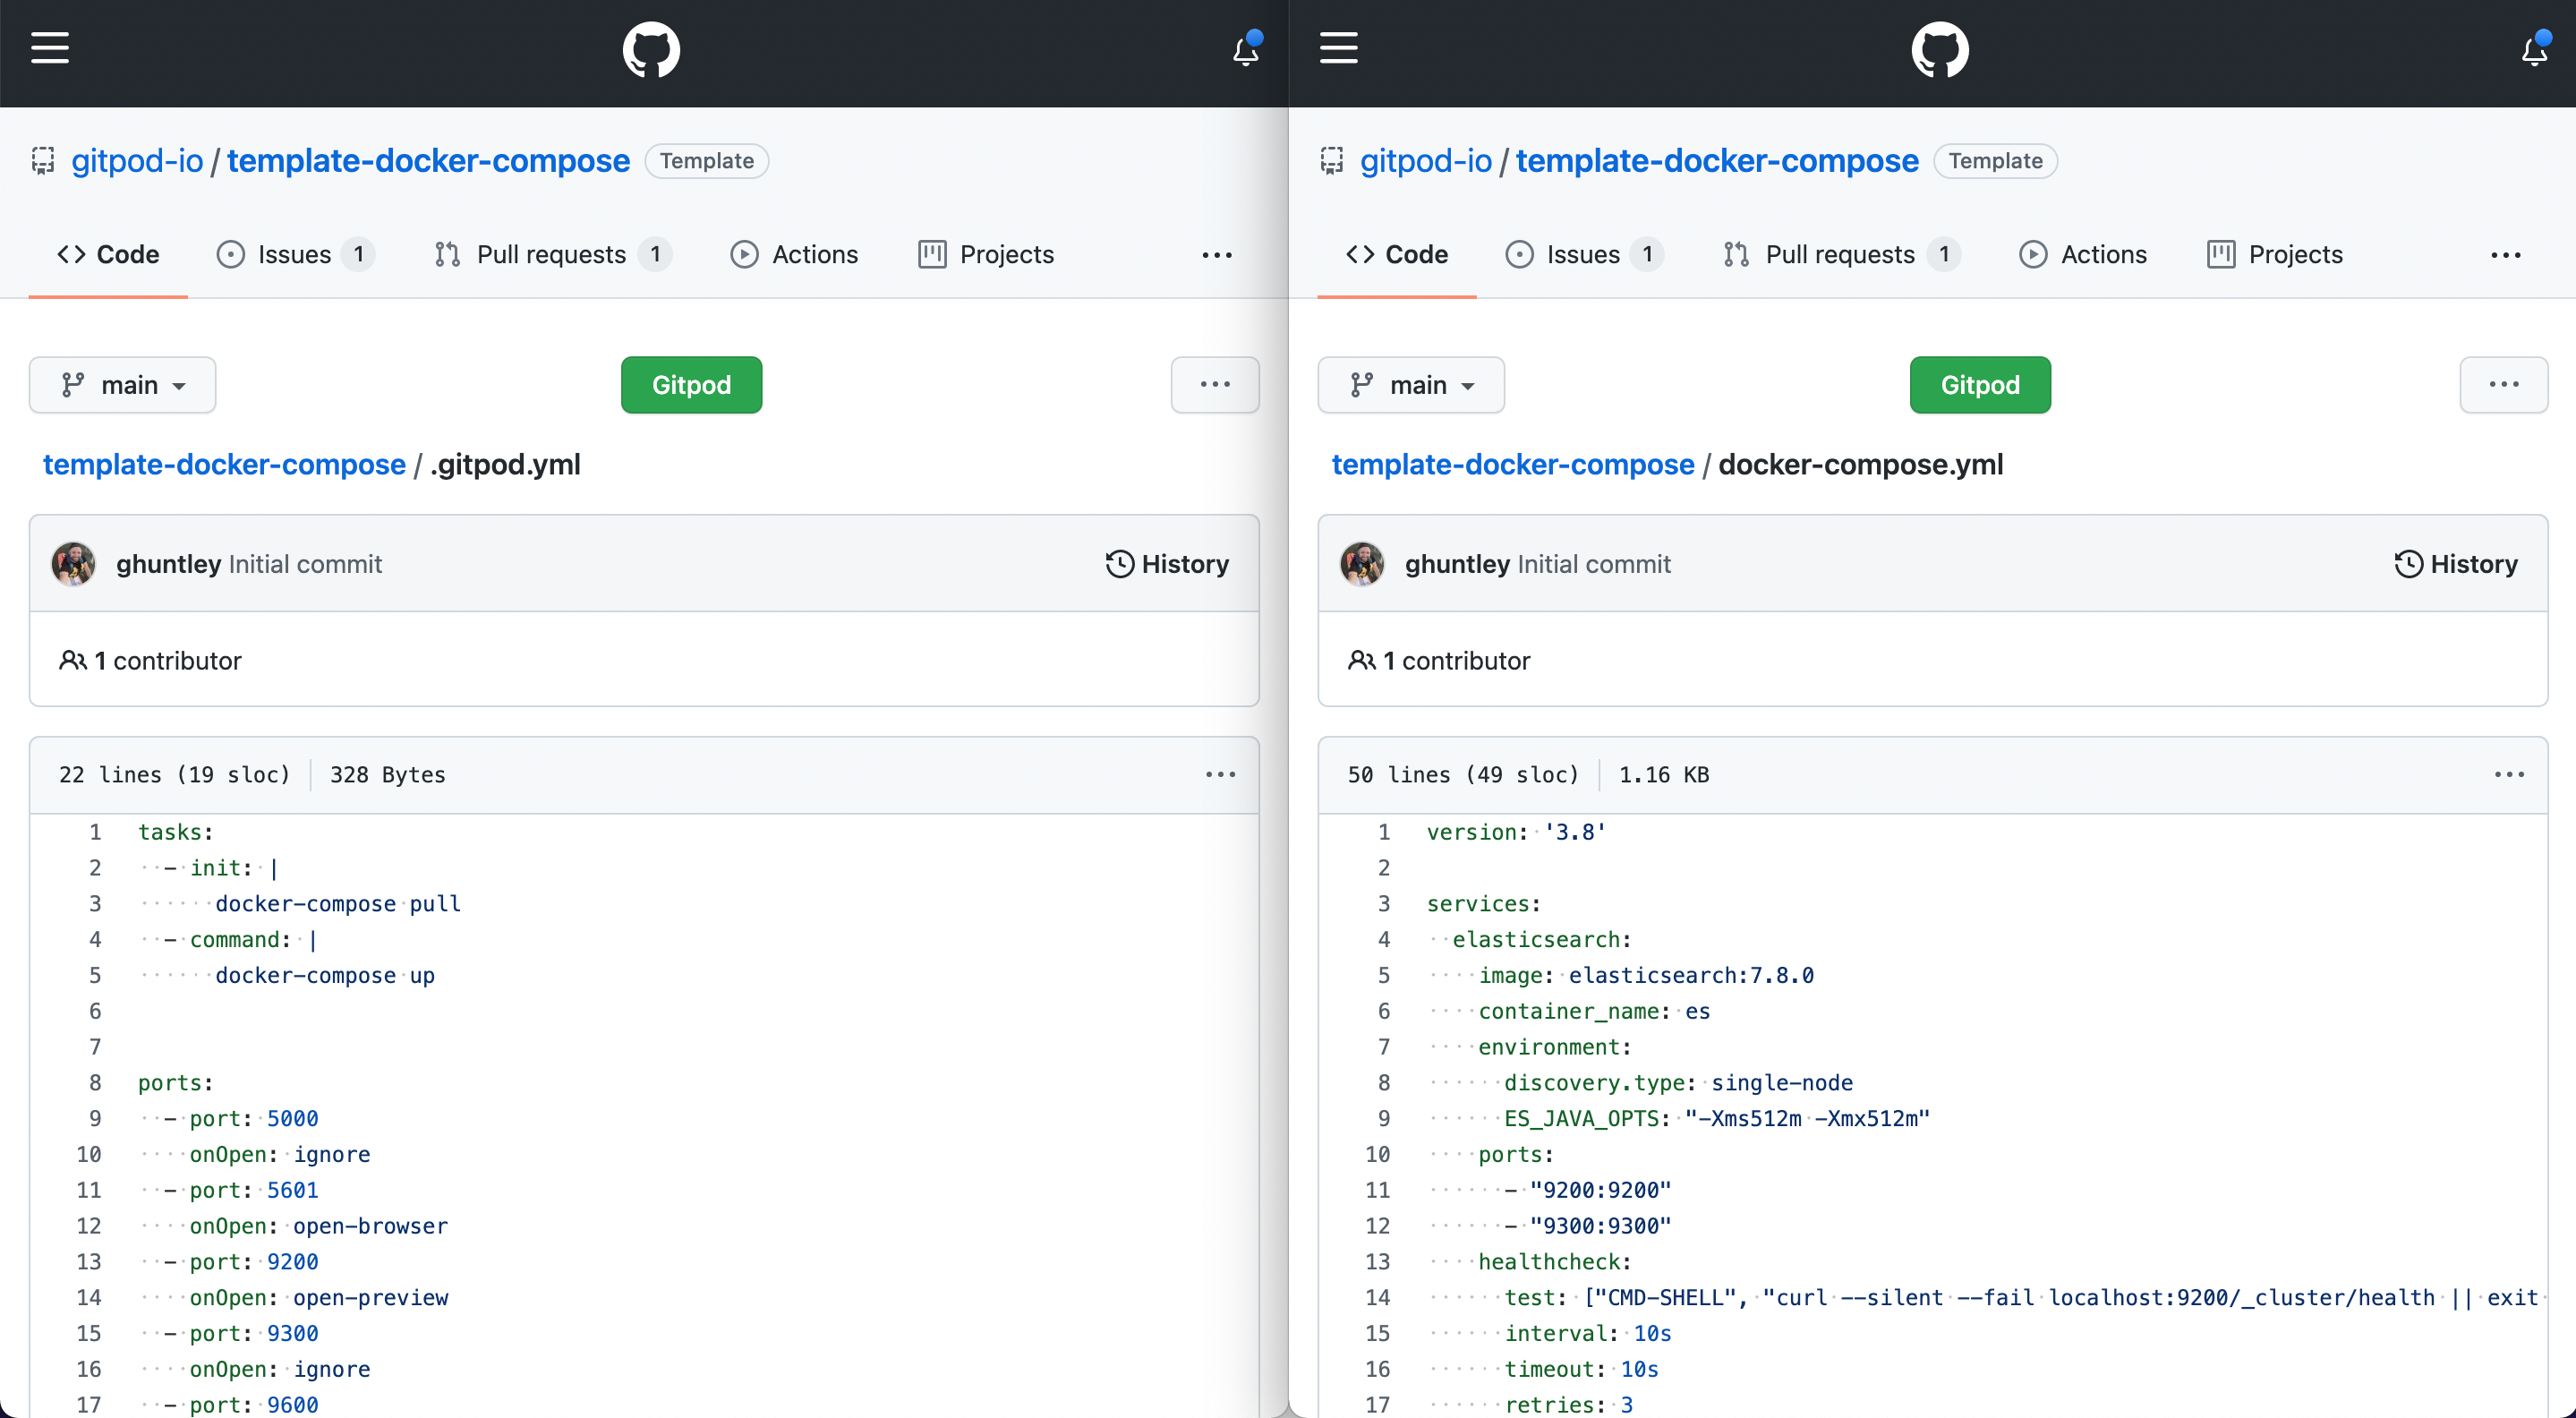 gitpod-io / template-docker-compose Template
Code Issues 1 Pull requests 1 Actions Projects
main Gitpod
template-docker-compose / .gitpod.yml
ghuntley Initial commit History
1 contributor
22 lines (19 sloc) 328 Bytes
1 tasks:
2 - init: |
3 docker-compose pull
4 - command: |
5 docker-compose up
6
7
8 ports:
9 - port: 5000
10 onOpen: ignore
11 - port: 5601
12 onOpen: open-browser
13 - port: 9200
14 onOpen: open-preview
15 - port: 9300
16 onOpen: ignore
17 - port: 9600
gitpod-io / template-docker-compose Template
Code Issues 1 Pull requests 1 Actions Projects
main Gitpod
template-docker-compose / docker-compose.yml
ghuntley Initial commit History
1 contributor
50 lines (49 sloc) 1.16 KB
1 version: '3.8'
2
3 services:
4 elasticsearch:
5 image: elasticsearch:7.8.0
6 container_name: es
7 environment:
8 discovery.type: single-node
9 ES_JAVA_OPTS: "-Xms512m -Xmx512m"
10 ports:
11 - "9200:9200"
12 - "9300:9300"
13 healthcheck:
14 test: ["CMD-SHELL", "curl --silent --fail localhost:9200/_cluster/health || exit
15 interval: 10s
16 timeout: 10s
17 retries: 3